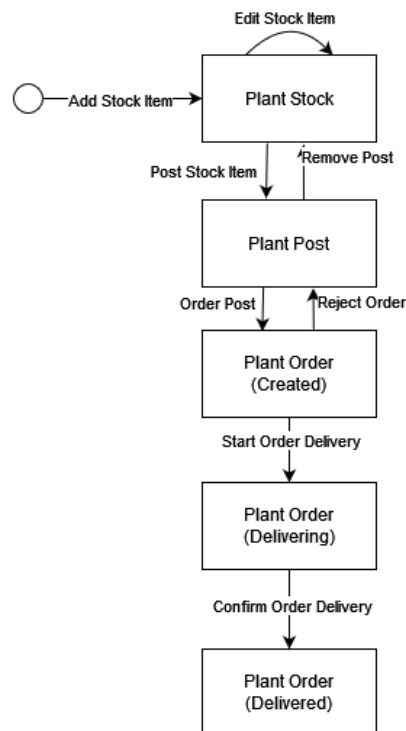 Edit Stock Item
Add Stock Item
Plant Stock
Post Stock Item
Remove Post
Plant Post
Order Post
Reject Order
Plant Order
(Created)
Start Order Delivery
Plant Order
(Delivering)
Confirm Order Delivery
Plant Order
(Delivered)